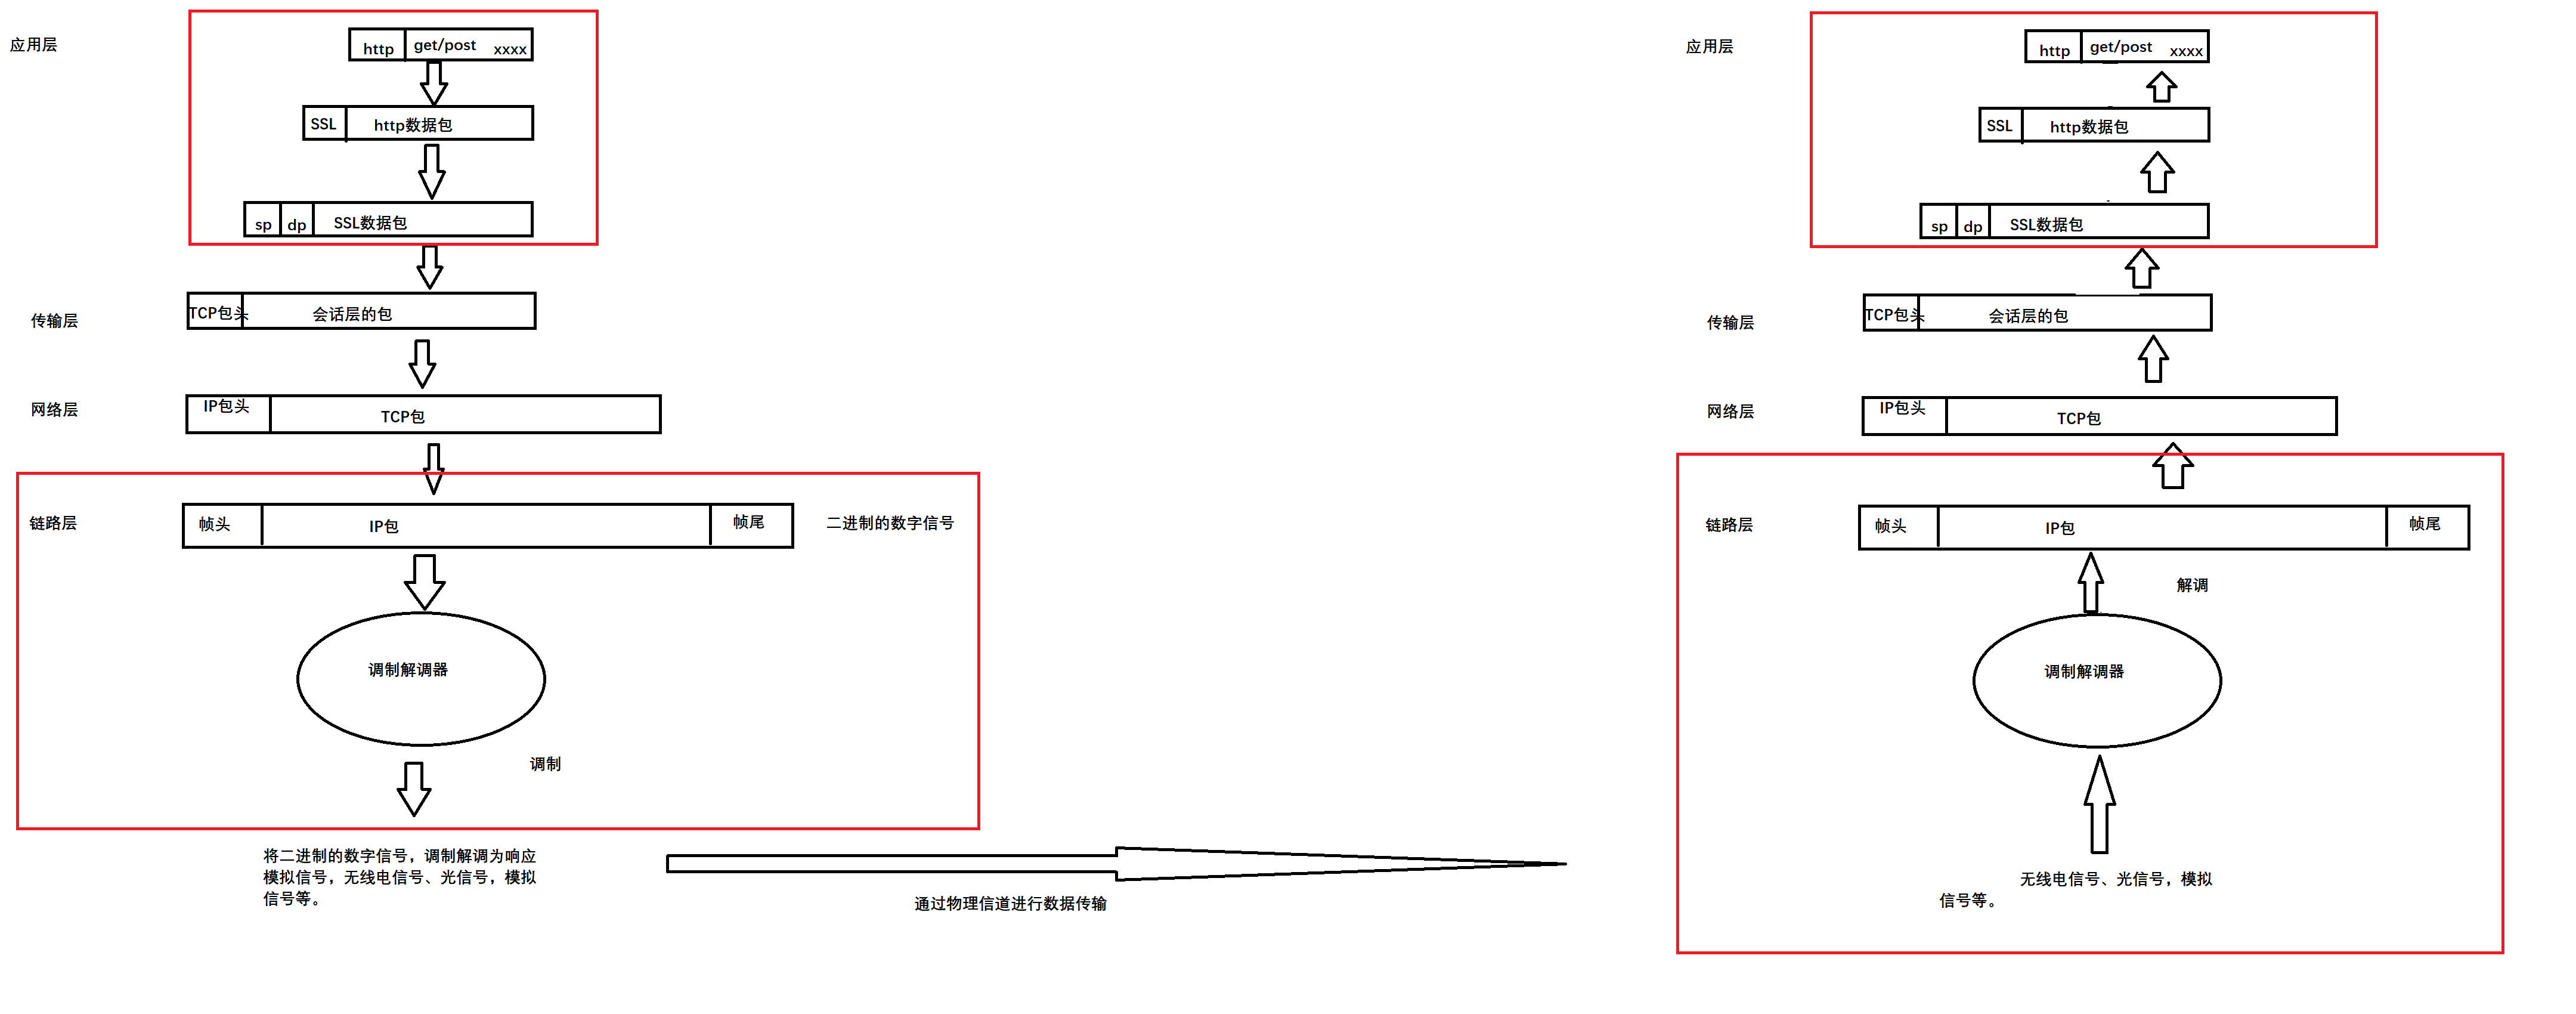 应用层
http get/post xxxx
SSL http数据包
sp dp SSL数据包
传输层 TCP包头 会话层的包
网络层 IP包头 TCP包
链路层 帧头 IP包 帧尾 二进制的数字信号
调制解调器
调制
将二进制的数字信号，调制解调为响应
模拟信号，无线电信号、光信号，模拟
信号等。
通过物理信道进行数据传输
应用层
http get/post xxxx
SSL http数据包
sp dp SSL数据包
传输层 TCP包头 会话层的包
网络层 IP包头 TCP包
链路层 帧头 IP包 帧尾
解调
调制解调器
无线电信号、光信号，模拟
信号等。